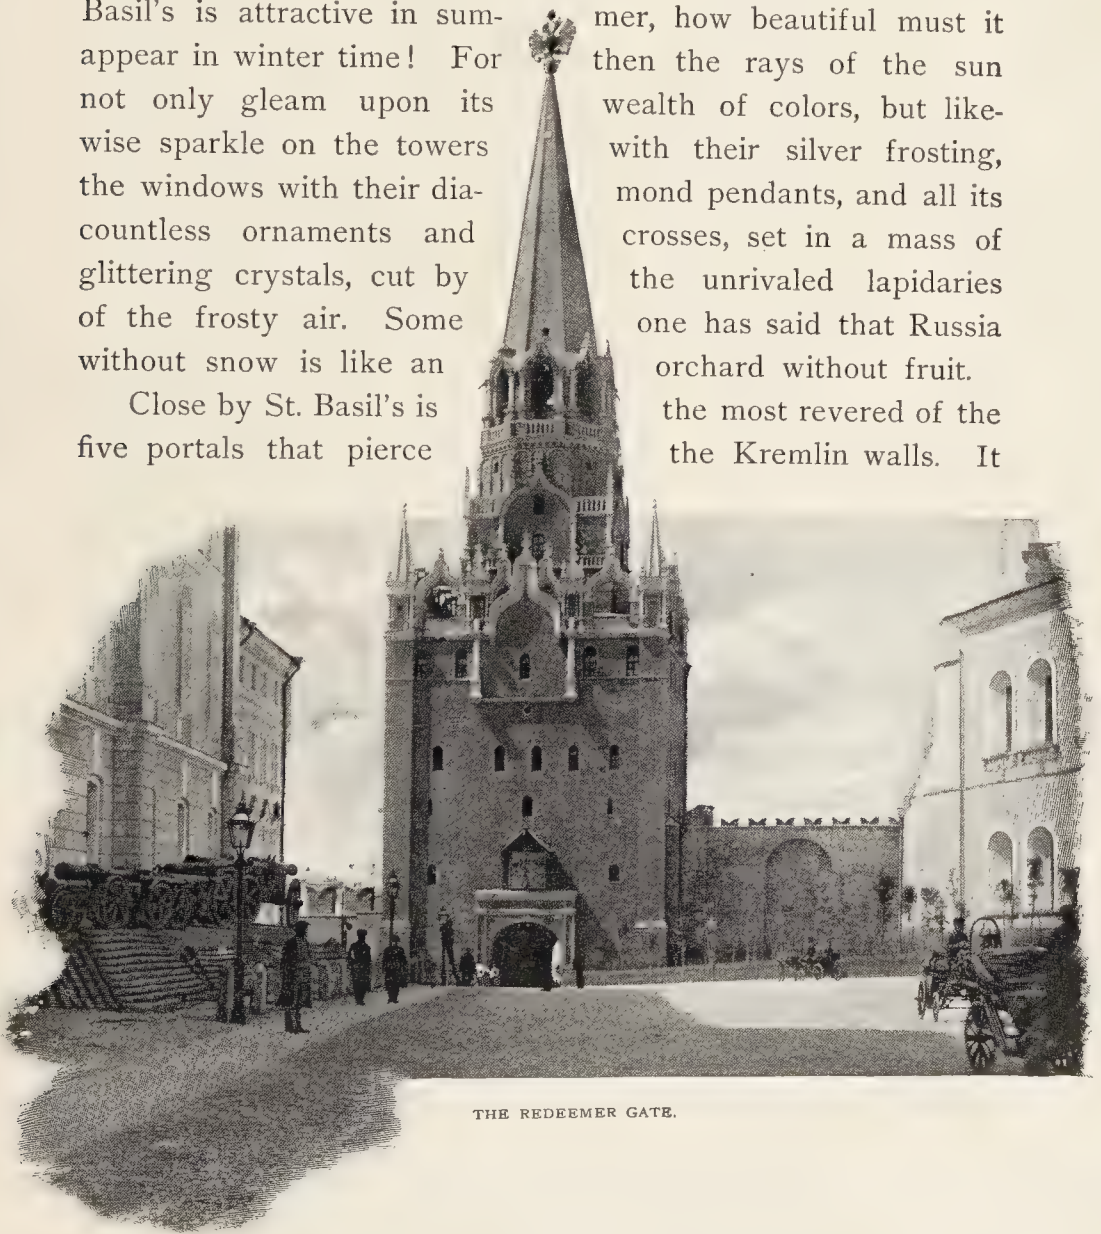 Basil's is attractive in sum- mer, how beautiful must it
appear in winter time! For then the rays of the sun
not only gleam upon its wealth of colors, but like-
wise sparkle on the towers with their silver frosting,
the windows with their dia- mond pendants, and all its
countless ornaments and crosses, set in a mass of
glittering crystals, cut by the unrivaled lapidaries
of the frosty air. Some one has said that Russia
without snow is like an orchard without fruit.
Close by St. Basil's is the most revered of the
five portals that pierce the Kremlin walls. It
THE REDEEMER GATE.